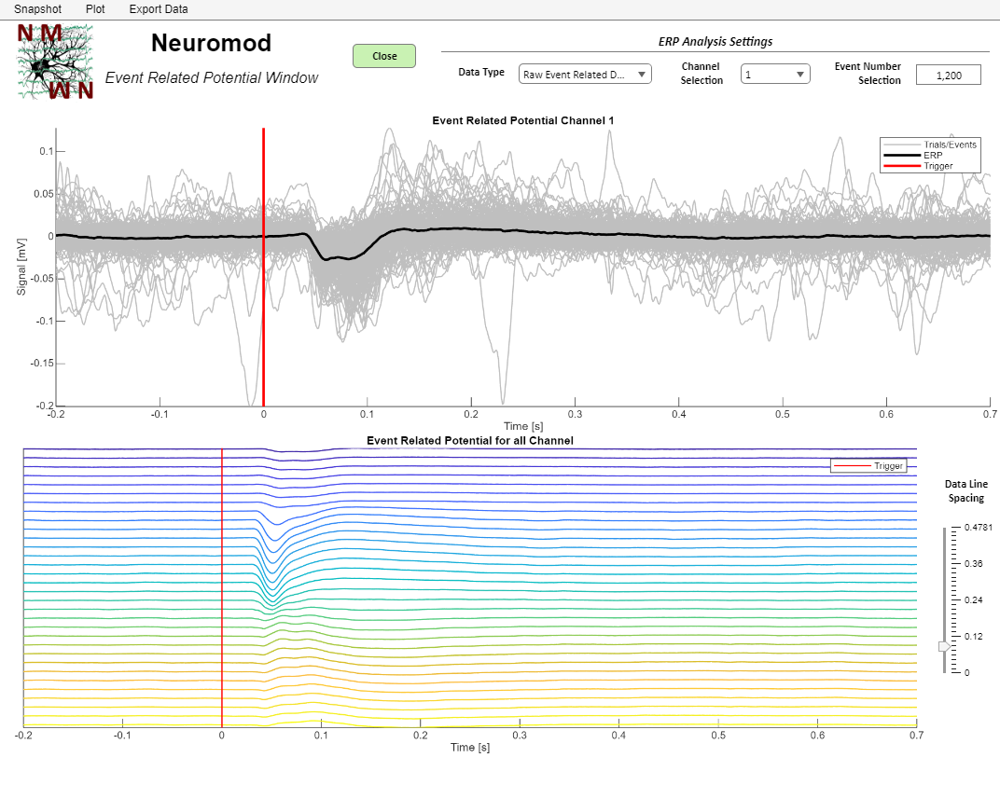 Snapshot Plot Export Data
N M
M N
Neuromod
Event Related Potential Window
Close
ERP Analysis Settings
Data Type
Raw Event Related D...
Channel
Selection
1
Event Number
Selection
1,200
Event Related Potential Channel 1
Trials/Events
ERP
Trigger
Signal [mV]
0.1
0.05
0
-0.05
-0.1
-0.15
-0.2
-0.2 -0.1 0 0.1 0.2 0.3 0.4 0.5 0.6 0.7
Time [s]
Event Related Potential for all Channel
Trigger
-0.2 -0.1 0 0.1 0.2 0.3 0.4 0.5 0.6 0.7
Time [s]
Data Line
Spacing
0.4781
0.36
0.24
0.12
0